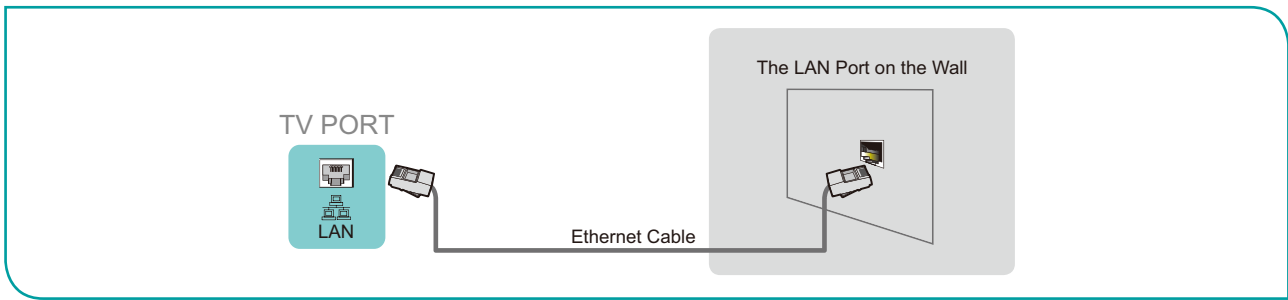 The LAN Port on the Wall
TV PORT
LAN
Ethernet Cable